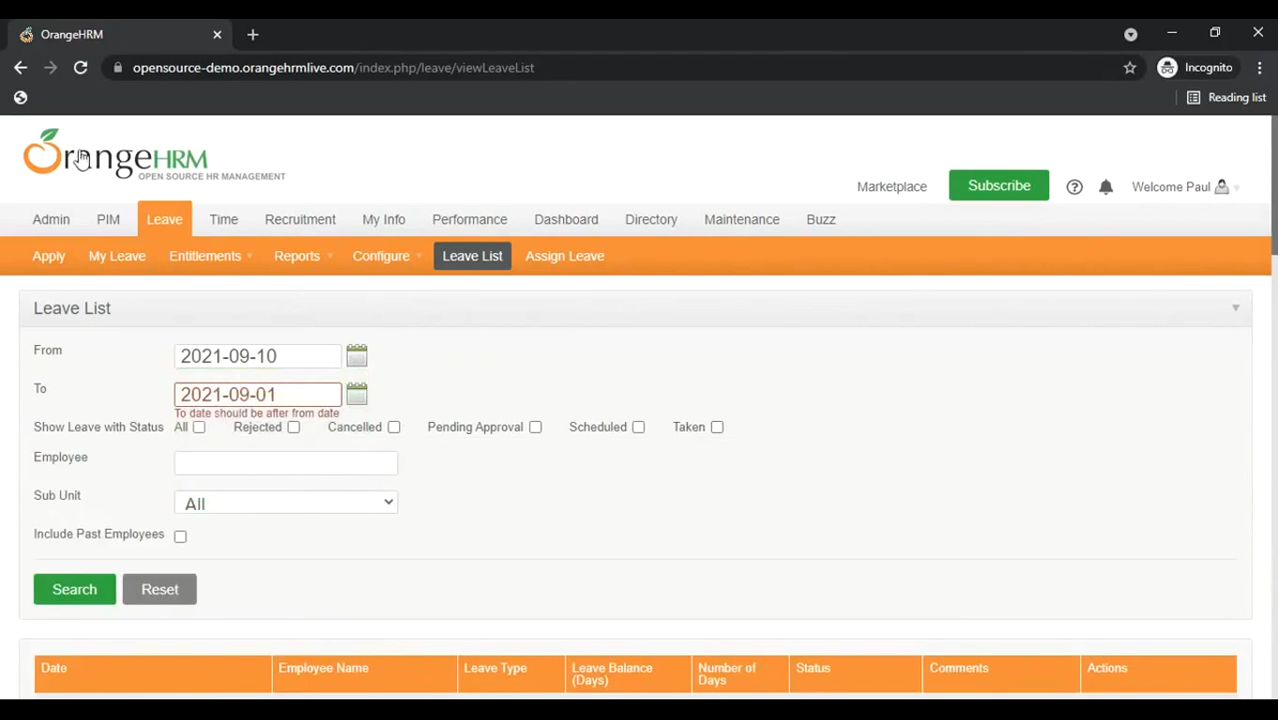 OrangeHRM
opensource-demo.orangehrmlive.com/index.php/leave/viewLeaveList
Incognito
Reading list
OrangeHRM
OPEN SOURCE HR MANAGEMENT
Marketplace Subscribe Welcome Paul
Admin PIM Leave Time Recruitment My Info Performance Dashboard Directory Maintenance Buzz
Apply My Leave Entitlements Reports Configure Leave List Assign Leave
Leave List
From 2021-09-10
To 2021-09-01
To date should be after from date
Show Leave with Status All Rejected Cancelled Pending Approval Scheduled Taken
Employee
Sub Unit All
Include Past Employees
Search Reset
Date Employee Name Leave Type Leave Balance (Days) Number of Days Status Comments Actions